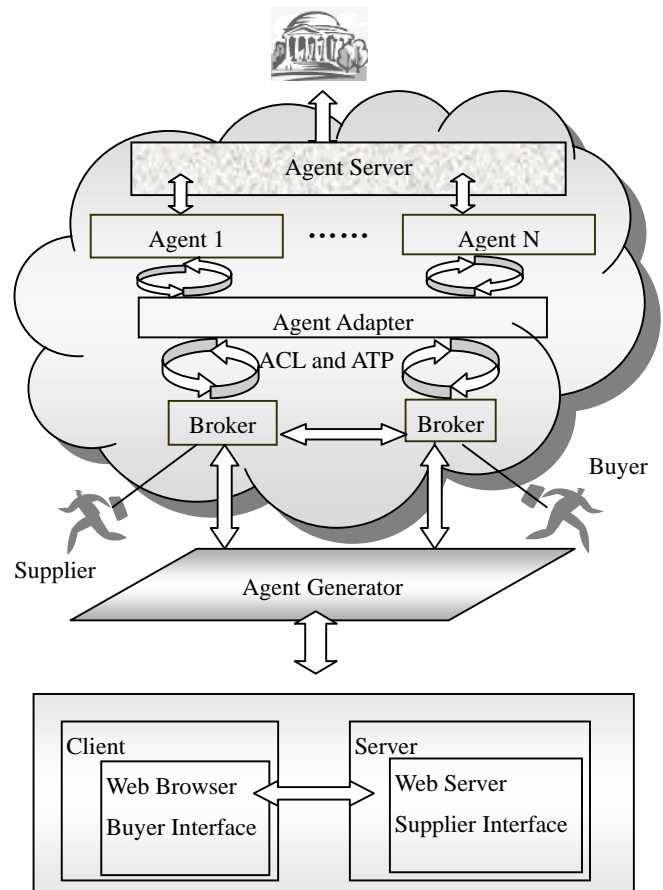 Agent Server
Agent 1
……
Agent N
Agent Adapter
ACL and ATP
Broker
Broker
Buyer
Supplier
Agent Generator
Client
Server
Web Browser
Web Server
Buyer Interface
Supplier Interface